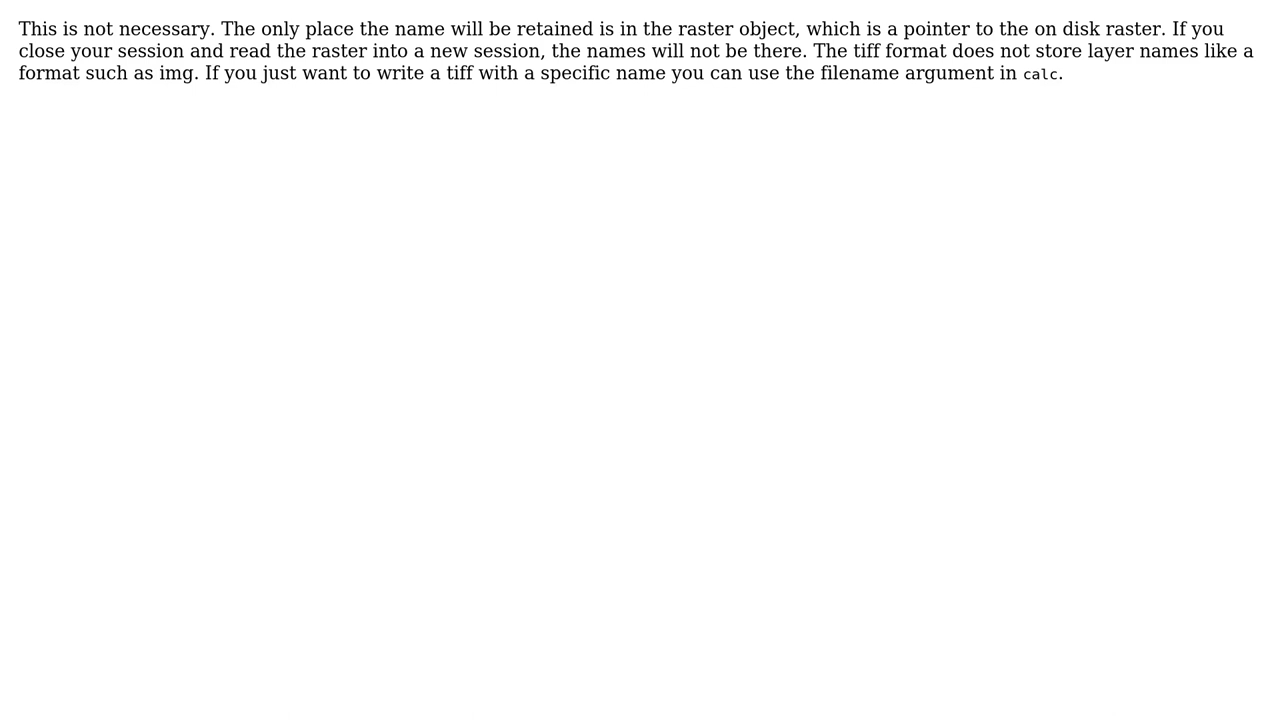 This is not necessary. The only place the name will be retained is in the raster object, which is a pointer to the on disk raster. If you
close your session and read the raster into a new session, the names will not be there. The tiff format does not store layer names like a
format such as img. If you just want to write a tiff with a specific name you can use the filename argument in calc.